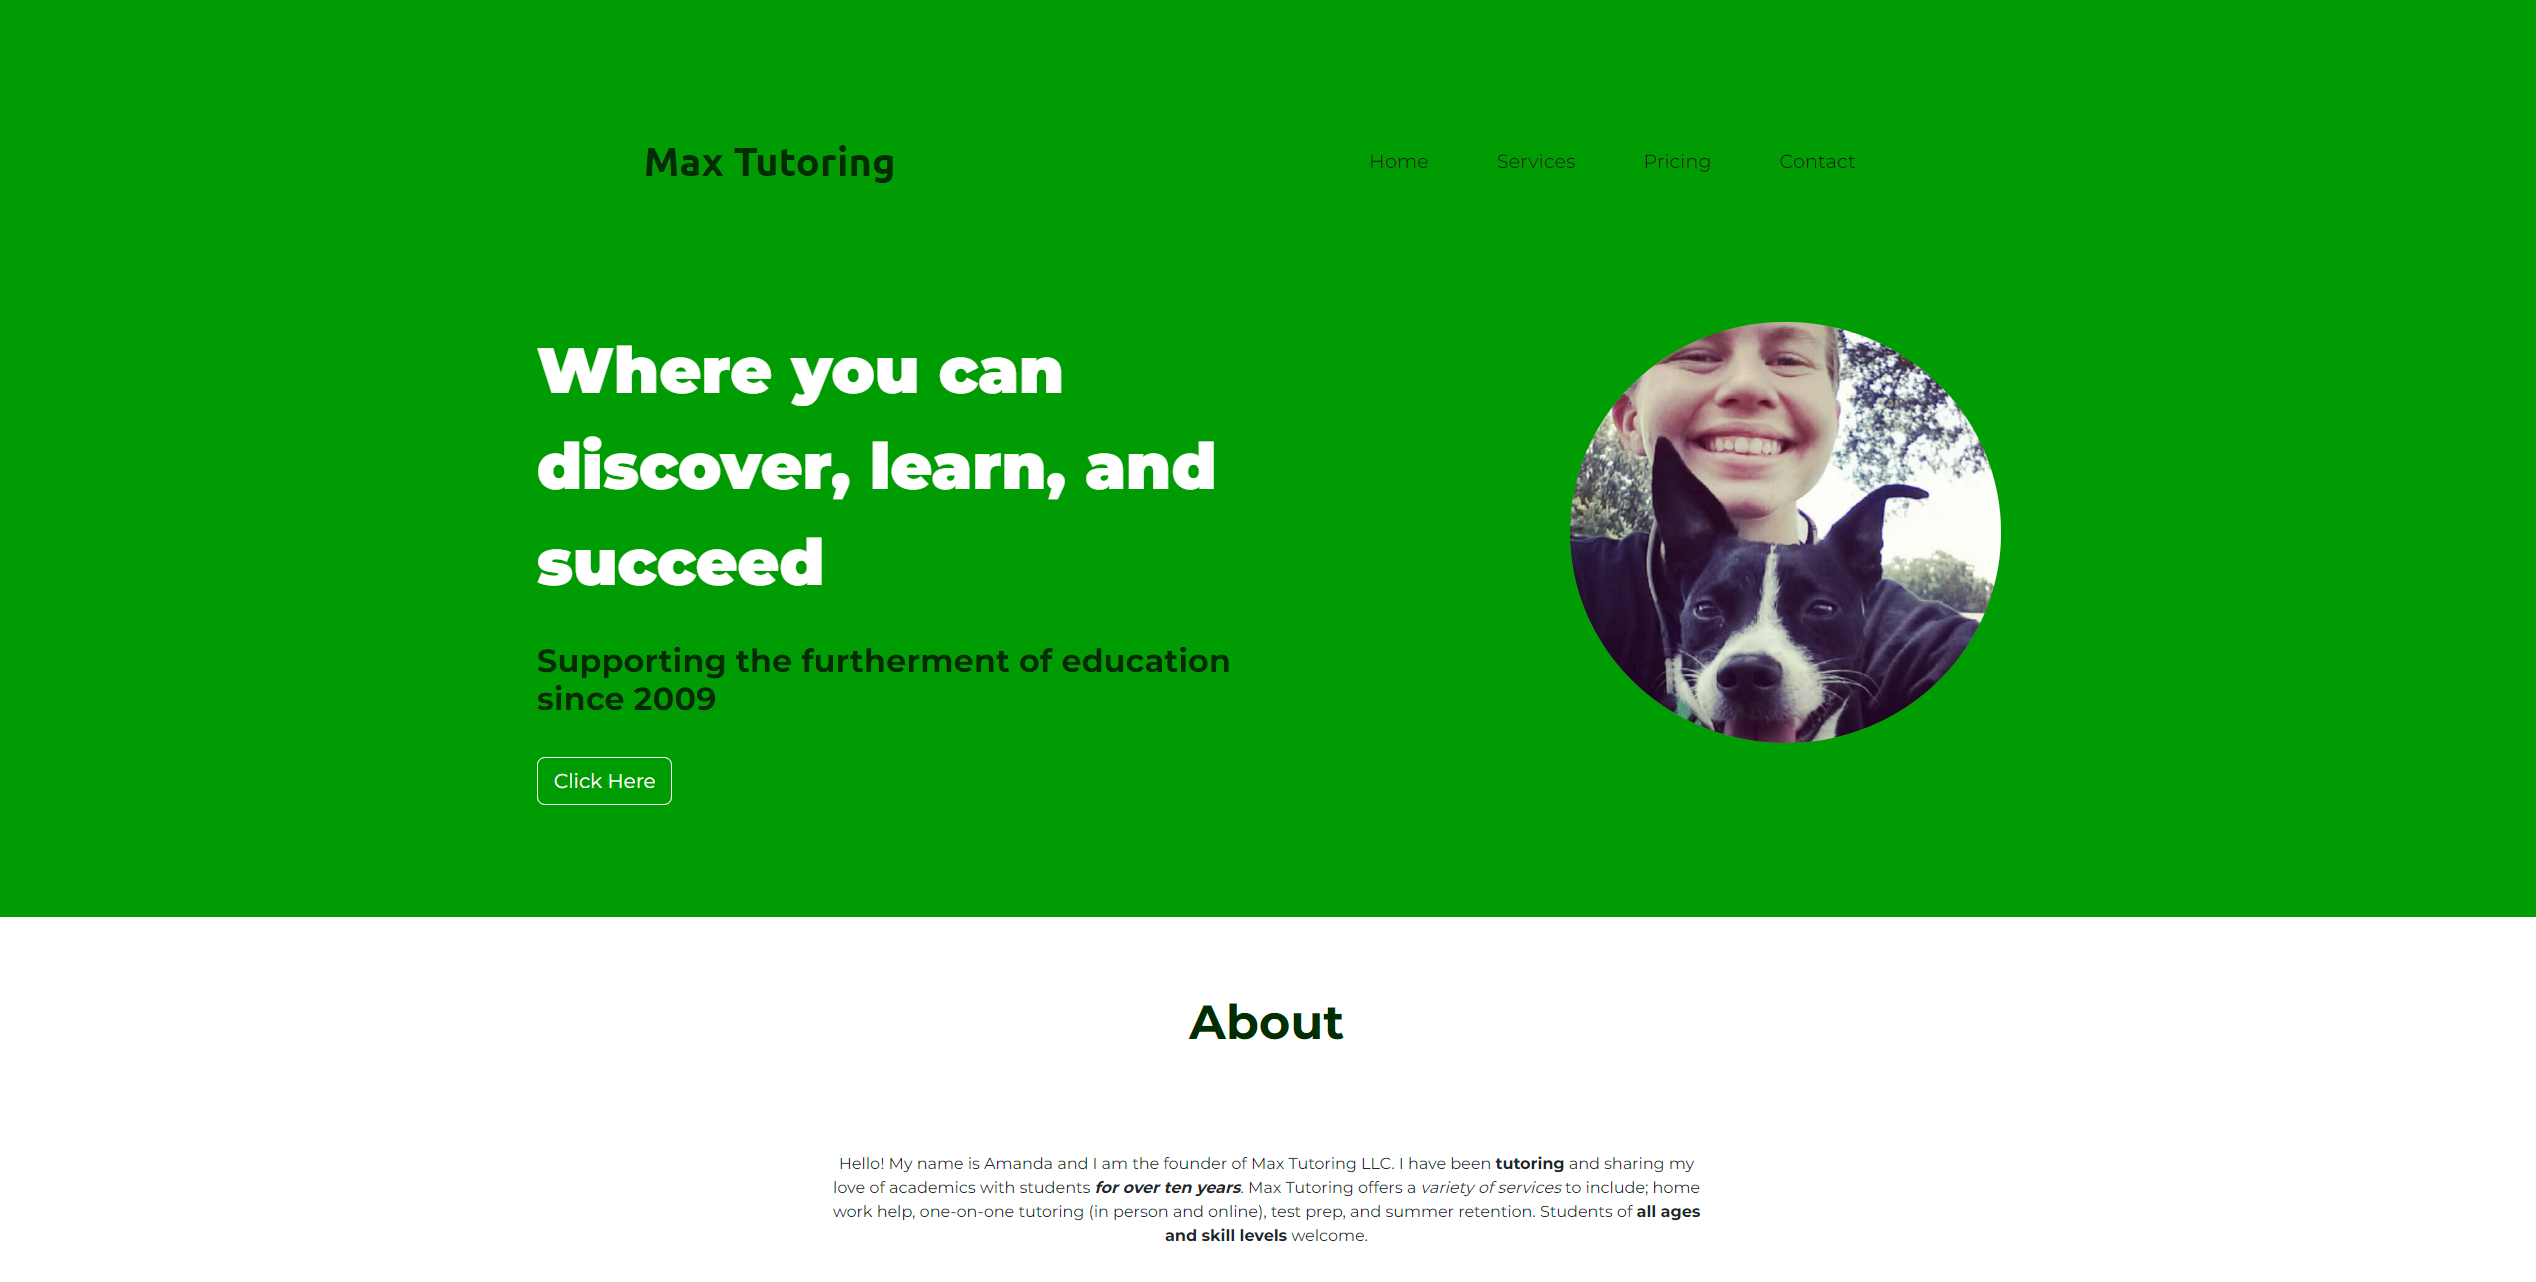 Max Tutoring
Home Services Pricing Contact
Where you can
discover, learn, and
succeed
Supporting the furtherment of education
since 2009
Click Here
About
Hello! My name is Amanda and I am the founder of Max Tutoring LLC. I have been tutoring and sharing my
love of academics with students for over ten years. Max Tutoring offers a variety of services to include; home
work help, one-on-one tutoring (in person and online), test prep, and summer retention. Students of all ages
and skill levels welcome.